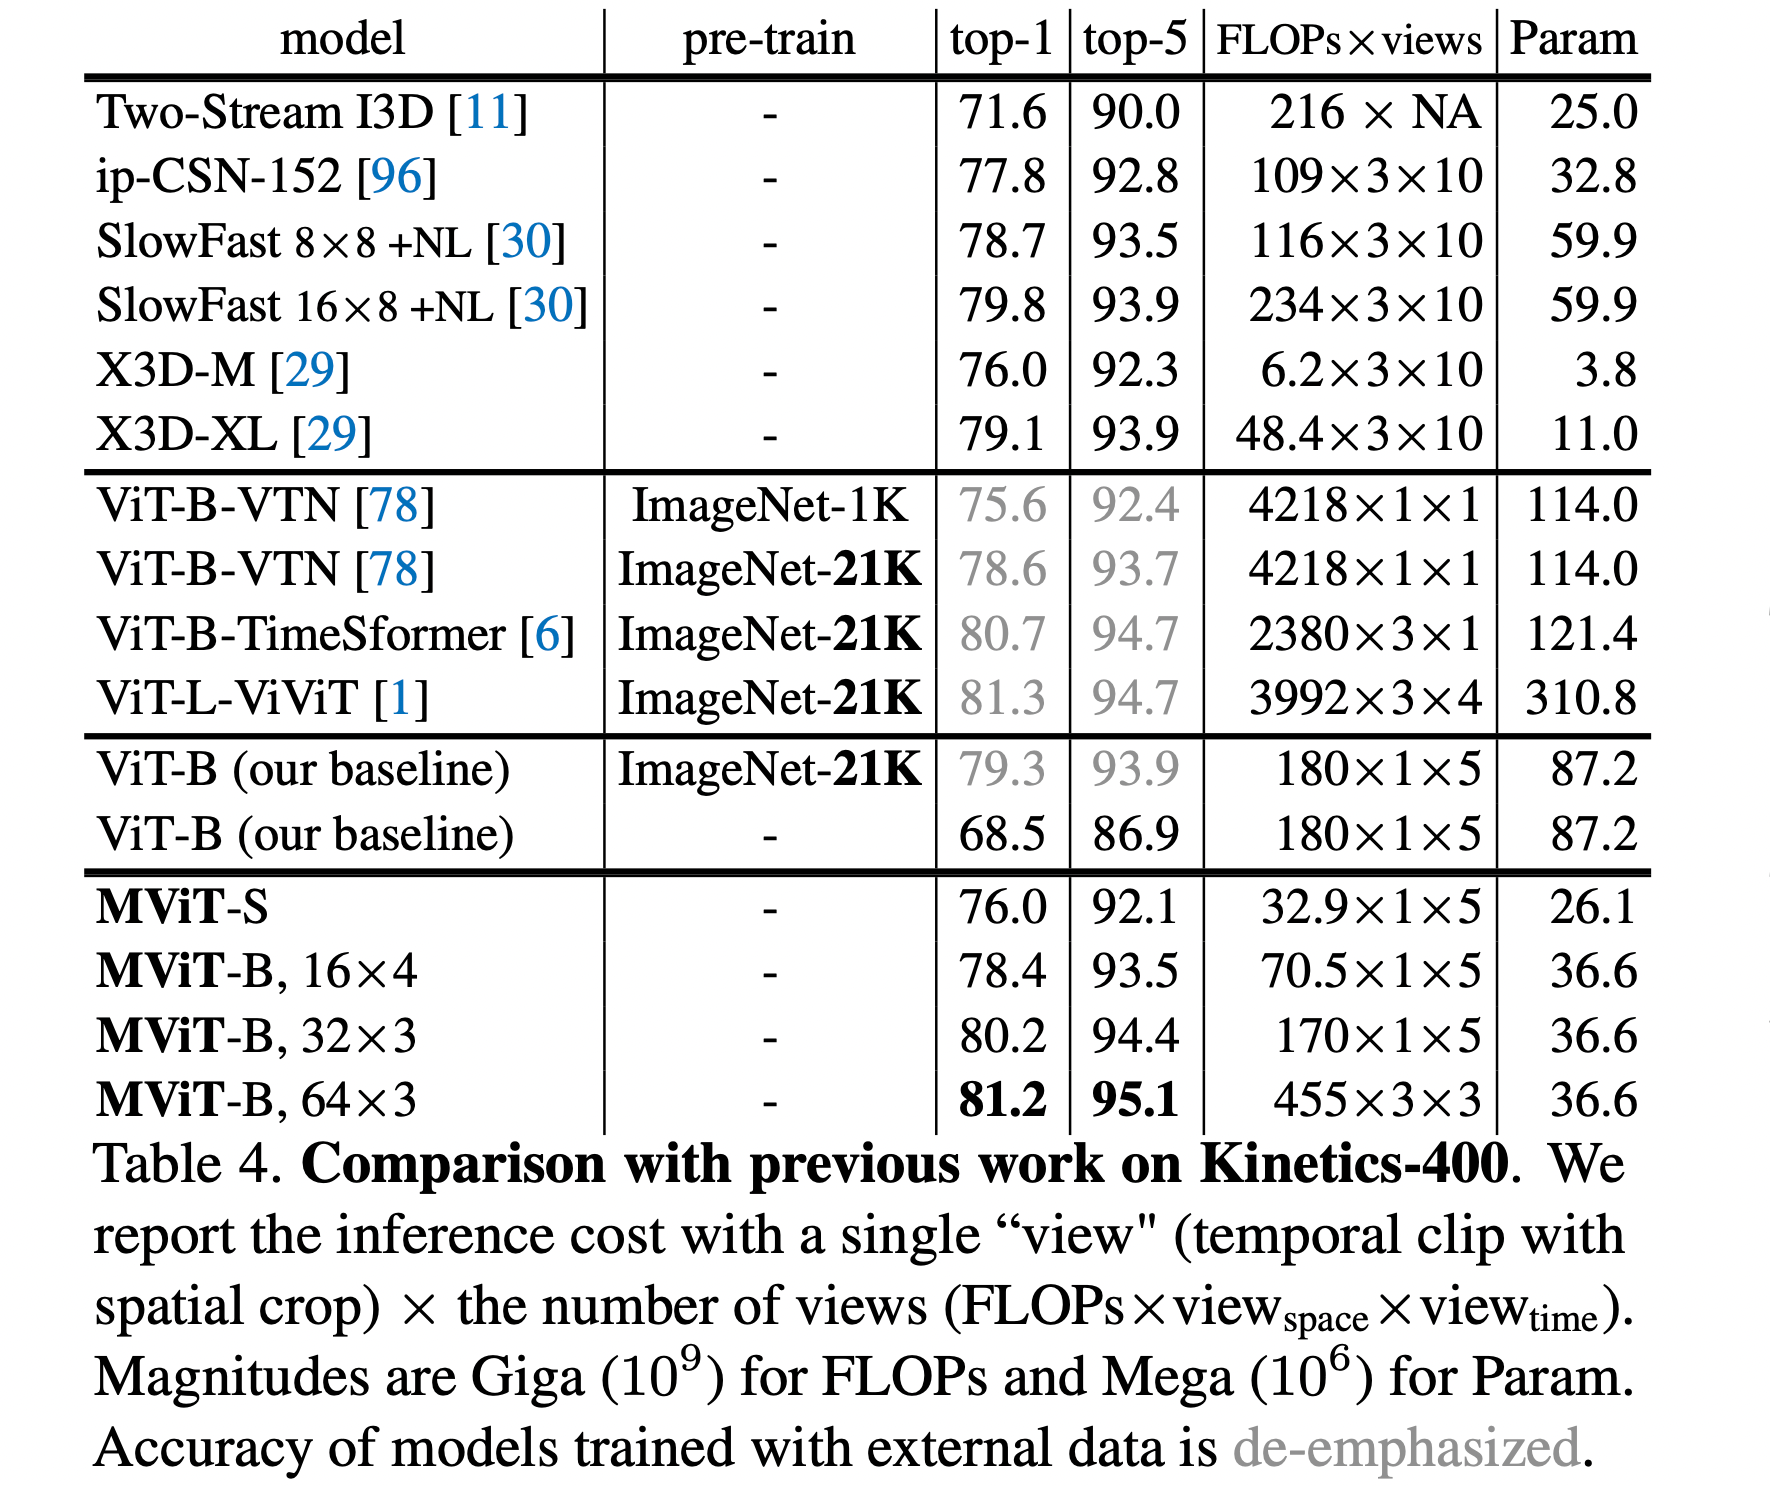 model pre-train top-1 top-5 FLOPs×views Param
Two-Stream I3D [11] - 71.6 90.0 216 × NA 25.0
ip-CSN-152 [96] - 77.8 92.8 109×3×10 32.8
SlowFast 8×8 +NL [30] - 78.7 93.5 116×3×10 59.9
SlowFast 16×8 +NL [30] - 79.8 93.9 234×3×10 59.9
X3D-M [29] - 76.0 92.3 6.2×3×10 3.8
X3D-XL [29] - 79.1 93.9 48.4×3×10 11.0
ViT-B-VTN [78] ImageNet-1K 75.6 92.4 4218×1×1 114.0
ViT-B-VTN [78] ImageNet-21K 78.6 93.7 4218×1×1 114.0
ViT-B-TimeSformer [6] ImageNet-21K 80.7 94.7 2380×3×1 121.4
ViT-L-ViViT [1] ImageNet-21K 81.3 94.7 3992×3×4 310.8
ViT-B (our baseline) ImageNet-21K 79.3 93.9 180×1×5 87.2
ViT-B (our baseline) - 68.5 86.9 180×1×5 87.2
MViT-S - 76.0 92.1 32.9×1×5 26.1
MViT-B, 16×4 - 78.4 93.5 70.5×1×5 36.6
MViT-B, 32×3 - 80.2 94.4 170×1×5 36.6
MViT-B, 64×3 - 81.2 95.1 455×3×3 36.6
Table 4. Comparison with previous work on Kinetics-400. We
report the inference cost with a single “view" (temporal clip with
spatial crop) × the number of views (FLOPs×view_space×view_time).
Magnitudes are Giga (10⁹) for FLOPs and Mega (10⁶) for Param.
Accuracy of models trained with external data is de-emphasized.